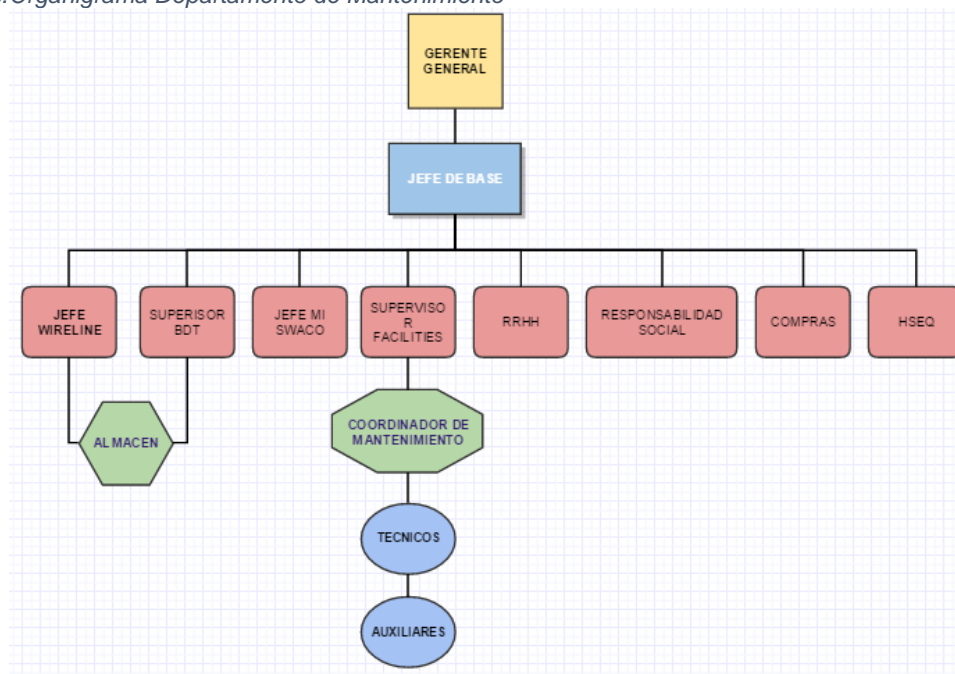 .Organigrama Departamento de Mantenimiento
GERENTE
GENERAL
JEFE DE BASE
JEFE
WIRELINE
SUPERISOR
BDT
JEFE MI
SWACO
SUPERVISO
R
FACILITIES
RRHH
RESPONSABILIDAD
SOCIAL
COMPRAS
HSEQ
ALMACEN
COORDINADOR DE
MANTENIMIENTO
TECNICOS
AUXILIARES